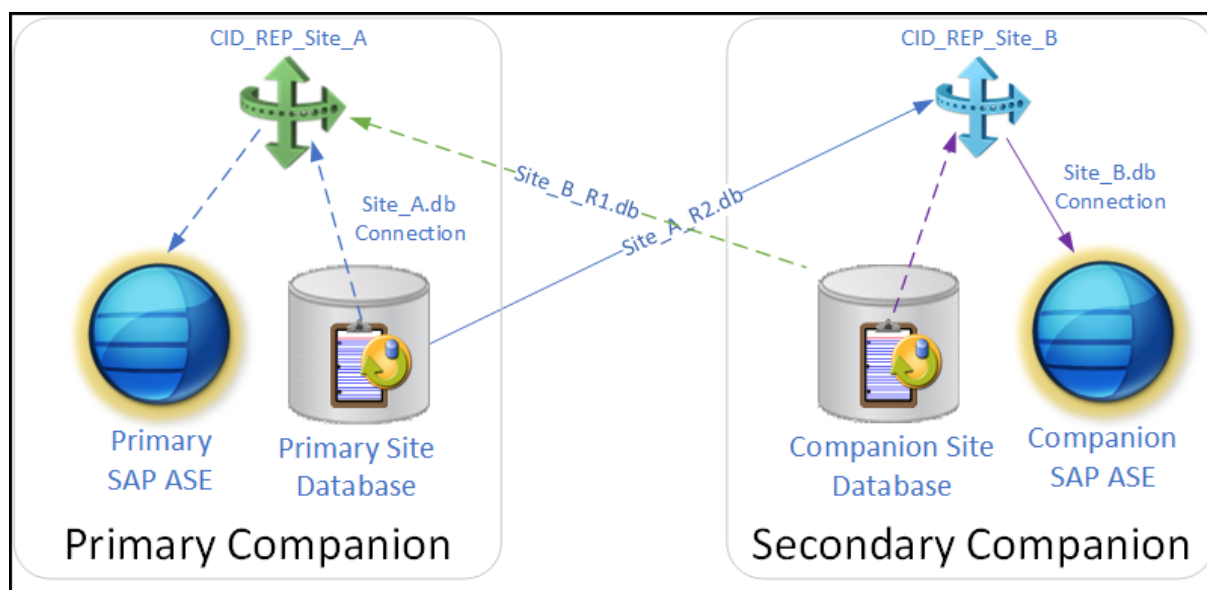 CID_REP_Site_A
CID_REP_Site_B
Site_A.db
Connection
Site_B_R1.db
Site_A_R2.db
Site_B.db
Connection
Primary
SAP ASE
Primary Site
Database
Companion Site
Database
Companion
SAP ASE
Primary Companion
Secondary Companion